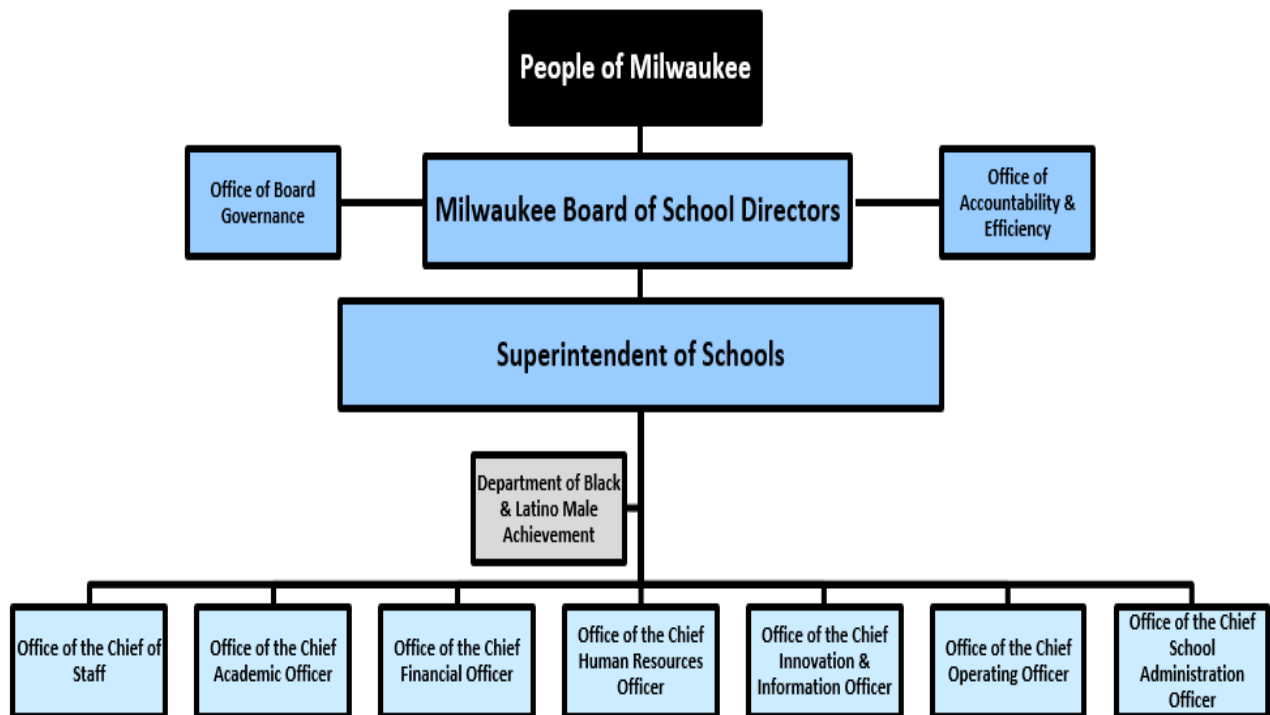 People of Milwaukee
Office of Board
Governance
Milwaukee Board of School Directors
Office of
Accountability &
Efficiency
Superintendent of Schools
Department of Black
& Latino Male
Achievement
Office of the Chief of
Staff
Office of the Chief
Academic Officer
Office of the Chief
Financial Officer
Office of the Chief
Human Resources
Officer
Office of the Chief
Innovation &
Information Officer
Office of the Chief
Operating Officer
Office of the Chief
School
Administration
Officer